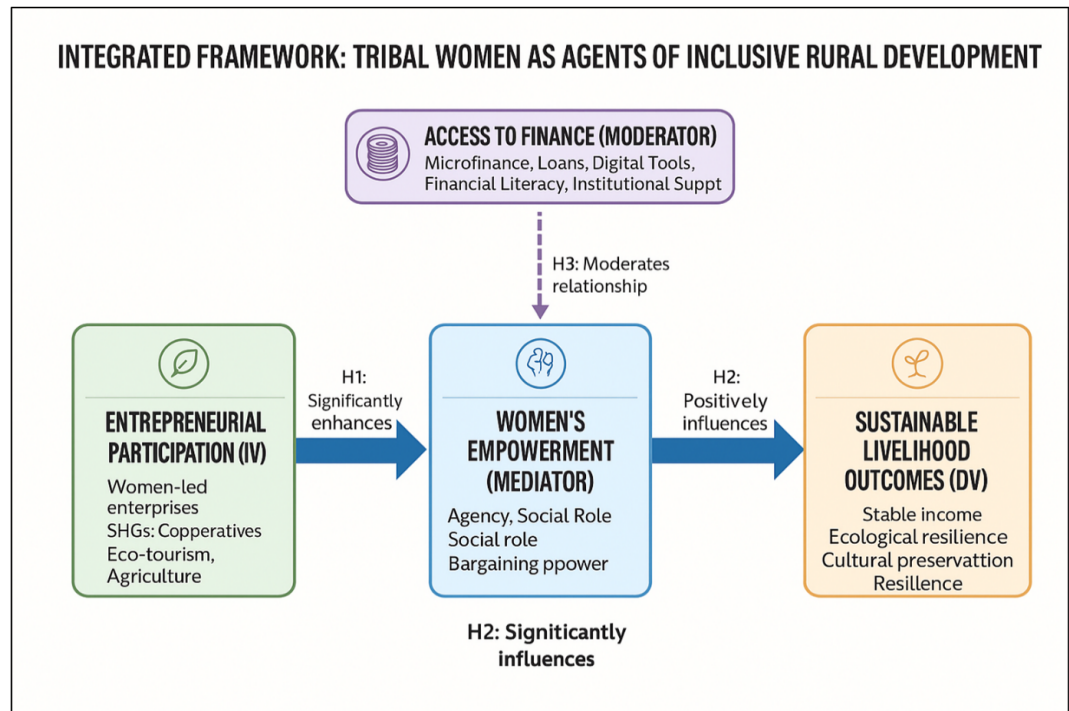 INTEGRATED FRAMEWORK: TRIBAL WOMEN AS AGENTS OF INCLUSIVE RURAL DEVELOPMENT
ACCESS TO FINANCE (MODERATOR)
Microfinance, Loans, Digital Tools,
Financial Literacy, Institutional Suppt
H3: Moderates
relationship
ENTREPRENEURIAL
PARTICIPATION (IV)
Women-led
enterprises
SHGs: Coppertives
Eco-tourism,
Agriculture
H1:
Significantly
enhances
WOMEN'S
EMPOWERMENT
(MEDIATOR)
Agency, Social Role
Social role
Bargaining ppower
H2:
Positively
influences
SUSTAINABLE
LIVELIHOOD
OUTCOMES (DV)
Stable income
Ecological resilience
Cultural preservattion
Resillence
H2: Signiticantly
influences